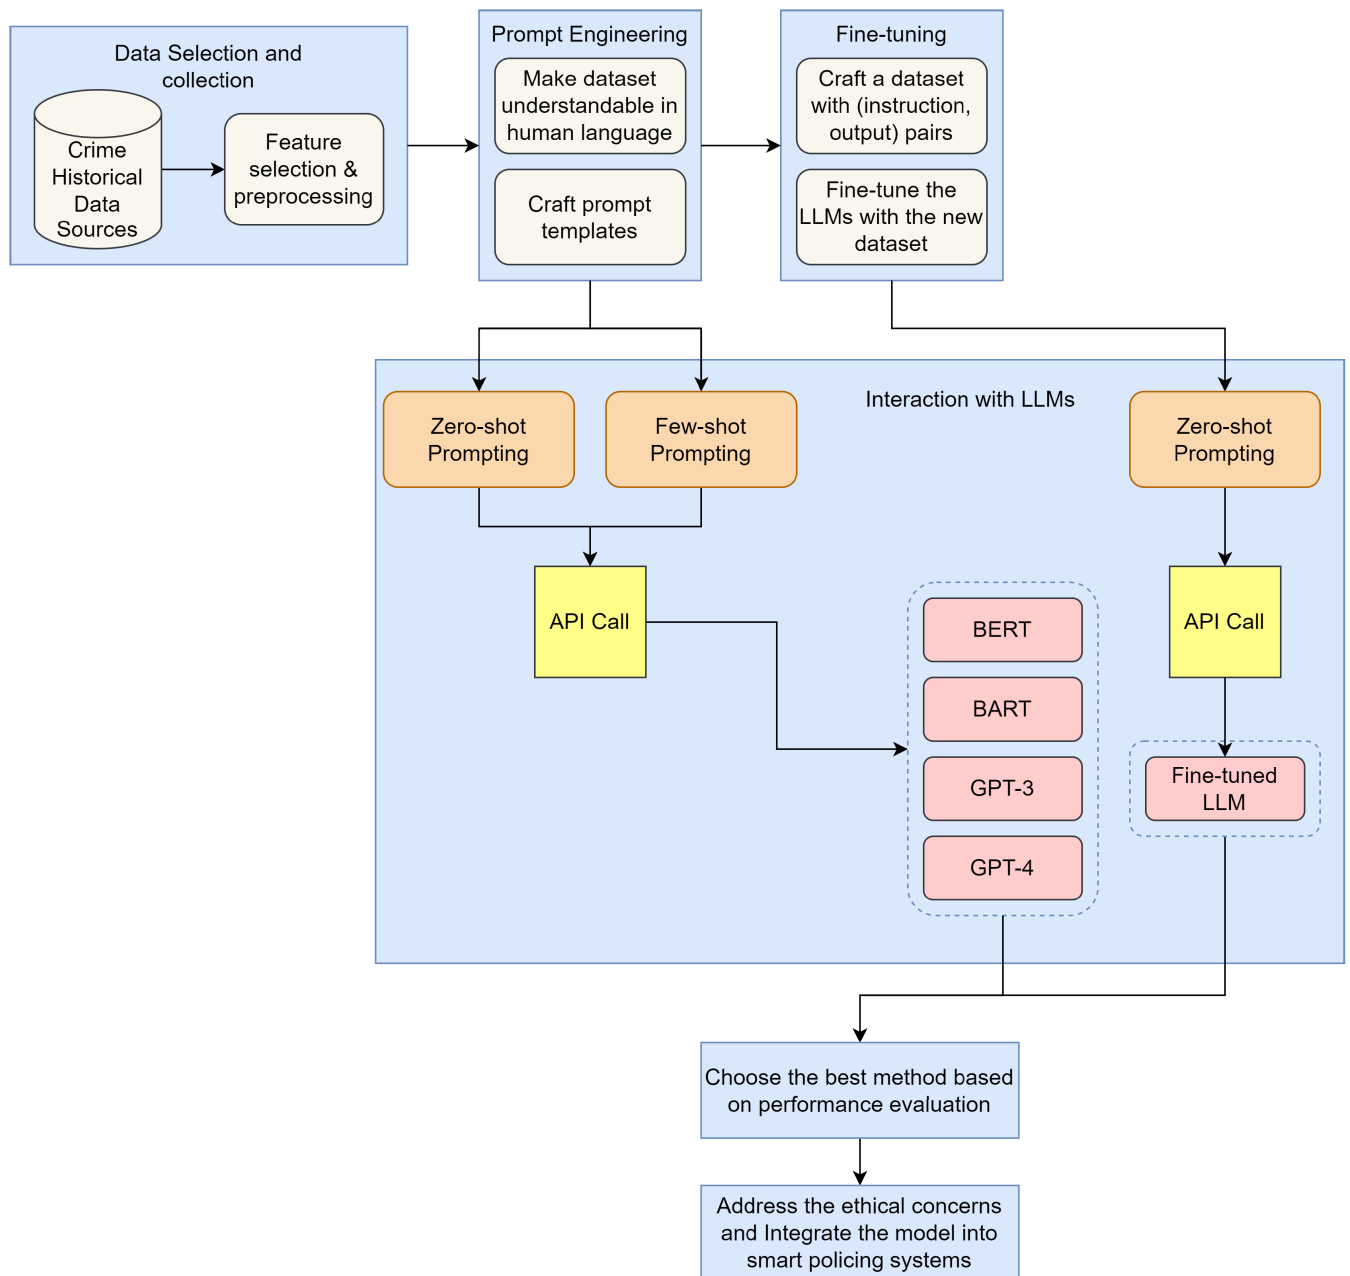 Data Selection and
collection
Crime
Historical
Data
Sources
Feature
selection &
preprocessing
Prompt Engineering
Make dataset
understandable in
human language
Craft prompt
templates
Fine-tuning
Craft a dataset
with (instruction,
output) pairs
Fine-tune the
LLMs with the new
dataset
Interaction with LLMs
Zero-shot
Prompting
Few-shot
Prompting
Zero-shot
Prompting
API Call
BERT
BART
GPT-3
GPT-4
API Call
Fine-tuned
LLM
Choose the best method based
on performance evaluation
Address the ethical concerns
and Integrate the model into
smart policing systems